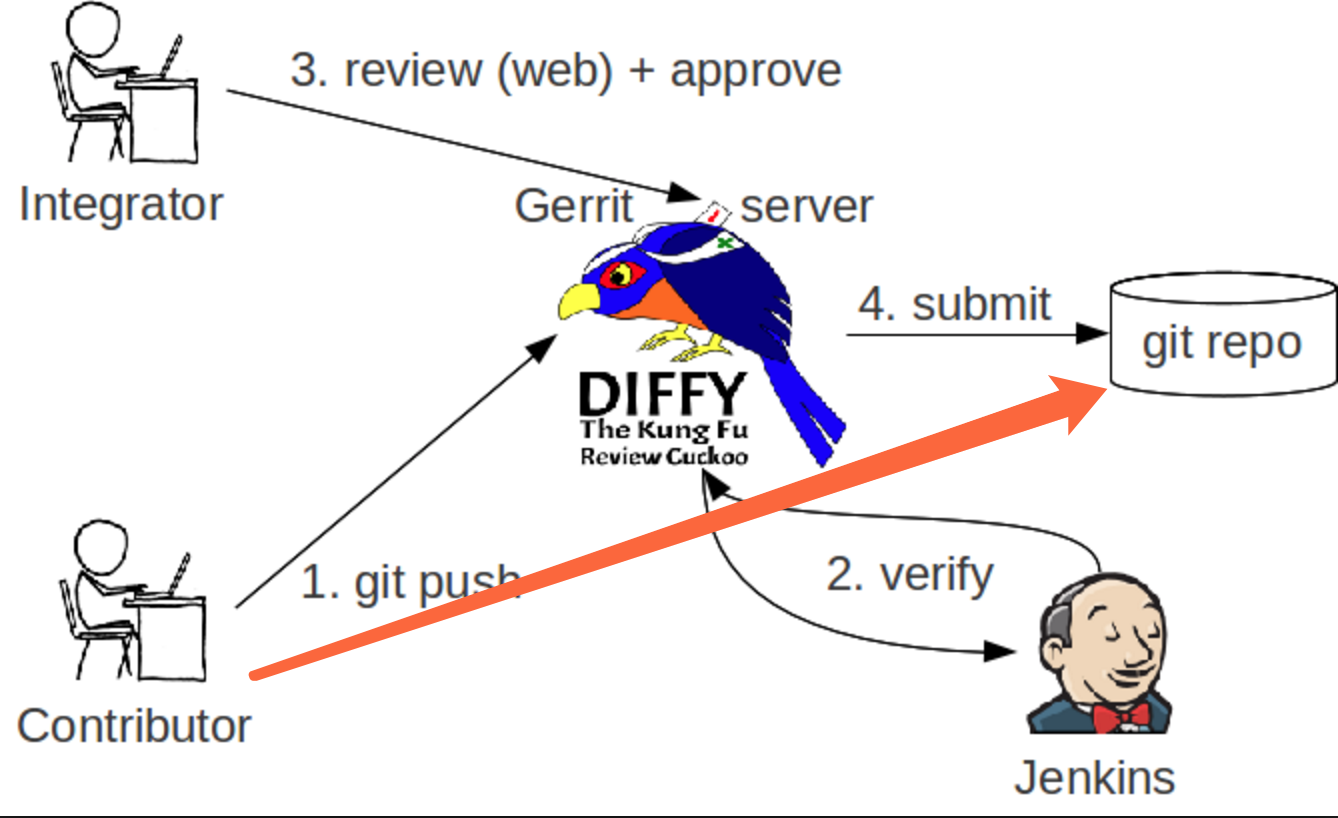 3. review (web) + approve
Integrator
Gerrit server
4. submit
git repo
DIFFY
The Kung Fu
Review Cuckoo
1. git push
2. verify
Contributor
Jenkins